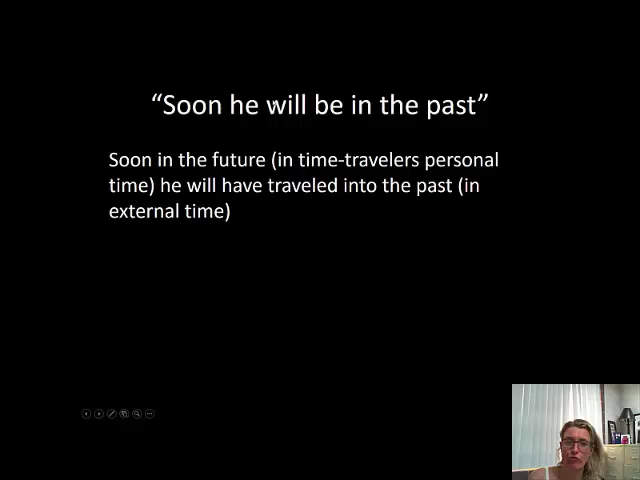 “Soon he will be in the past”
Soon in the future (in time-travelers personal
time) he will have traveled into the past (in
external time)